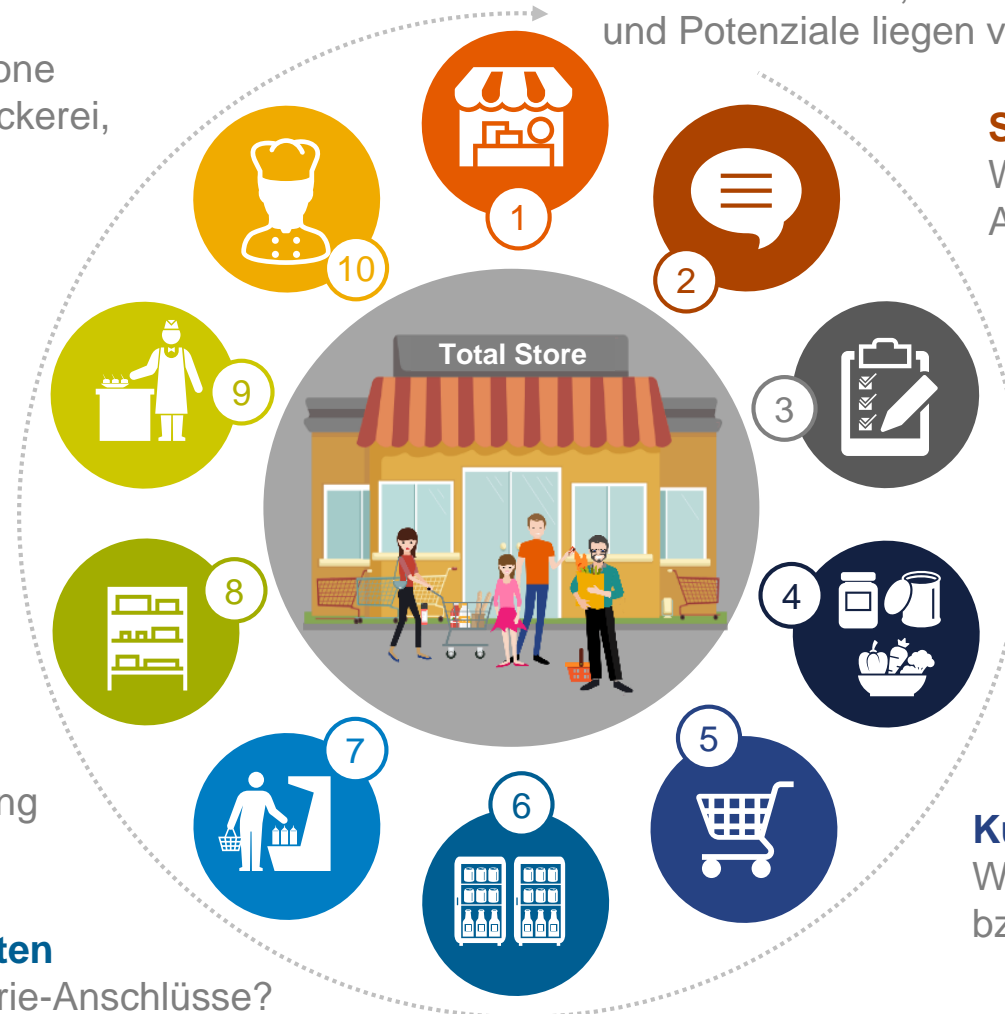 und Potenziale liegen v
one
ckerei,
S
W
A
1
2
3
4
5
6
7
8
9
10
Total Store
ng
Ku
W
bz
ten
rie-Anschlüsse?